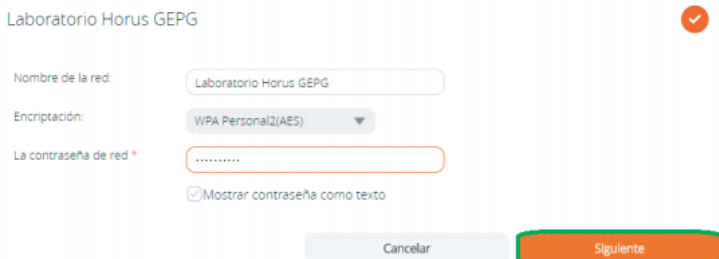 Laboratorio Horus GEPG
Nombre de la red: Laboratorio Horus GEPG
Encriptación: WPA Personal2(AES)
La contraseña de red * ..........
Mostrar contraseña como texto
Cancelar Siguiente